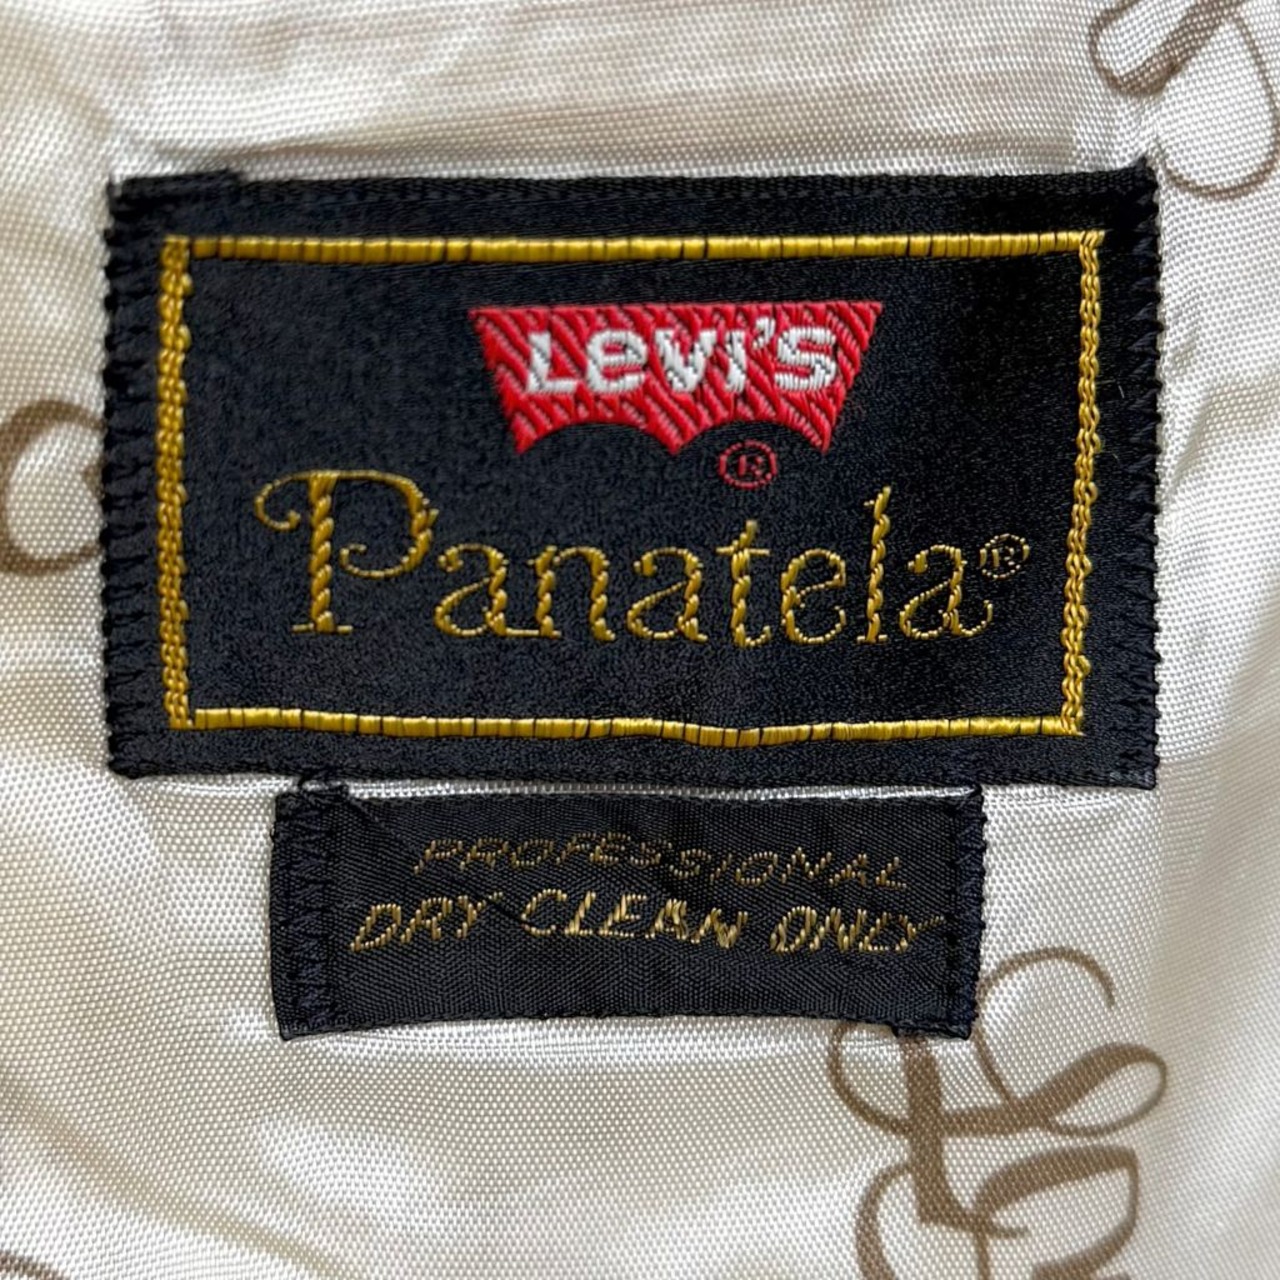 Levi's
®
Panatela®
PROFESSIONAL
DRY CLEAN ONLY